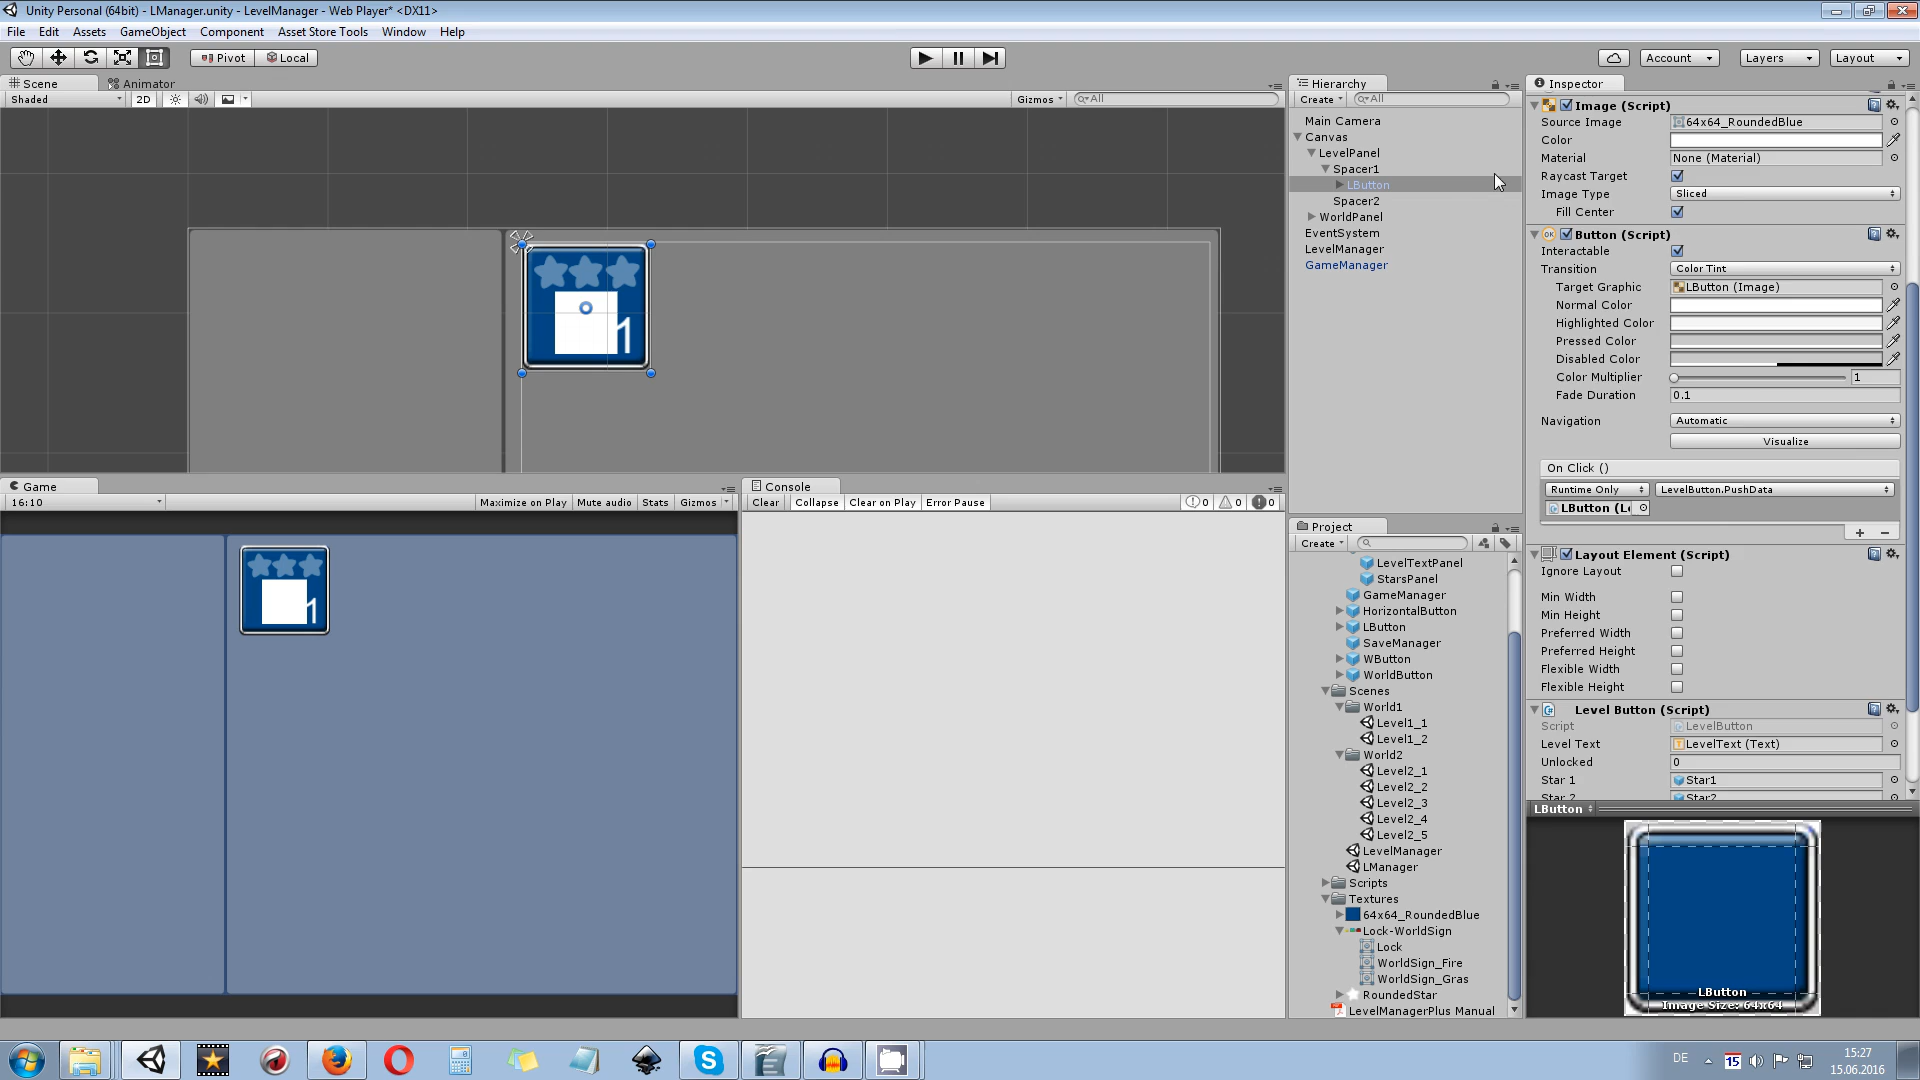 Unity Personal (64bit) - LManager.unity - LevelManager - Web Player* <DX11>
File Edit Assets GameObject Component Asset Store Tools Window Help
Pivot Local Account Layers Layout
Scene Animator
Shaded 2D Gizmos All
1
Game
16:10 Maximize on Play Mute audio Stats Gizmos
1
Console
Clear Collapse Clear on Play Error Pause 0 0 0
Hierarchy
Create All
Main Camera
Canvas
LevelPanel
Spacer1
LButton
Spacer2
WorldPanel
EventSystem
LevelManager
GameManager
Project
Create
LevelTextPanel
StarsPanel
GameManager
HorizontalButton
LButton
SaveManager
WButton
WorldButton
Scenes
World1
Level1_1
Level1_2
World2
Level2_1
Level2_2
Level2_3
Level2_4
Level2_5
LevelManager
LManager
Scripts
Textures
64x64_RoundedBlue
Lock-WorldSign
Lock
WorldSign_Fire
WorldSign_Gras
RoundedStar
LevelManagerPlus Manual
Inspector
Image (Script)
Source Image 64x64_RoundedBlue
Color
Material None (Material)
Raycast Target
Image Type Sliced
Fill Center
OK Button (Script)
Interactable
Transition Color Tint
Target Graphic LButton (Image)
Normal Color
Highlighted Color
Pressed Color
Disabled Color
Color Multiplier 1
Fade Duration 0.1
Navigation Automatic
Visualize
On Click ()
Runtime Only LevelButton.PushData
LButton (L
Layout Element (Script)
Ignore Layout
Min Width
Min Height
Preferred Width
Preferred Height
Flexible Width
Flexible Height
Level Button (Script)
Script LevelButton
Level Text LevelText (Text)
Unlocked 0
Star 1 Star1
Star 2 Star2
LButton
LButton
Image Size: 64x64
DE 15 15:27
15.06.2016